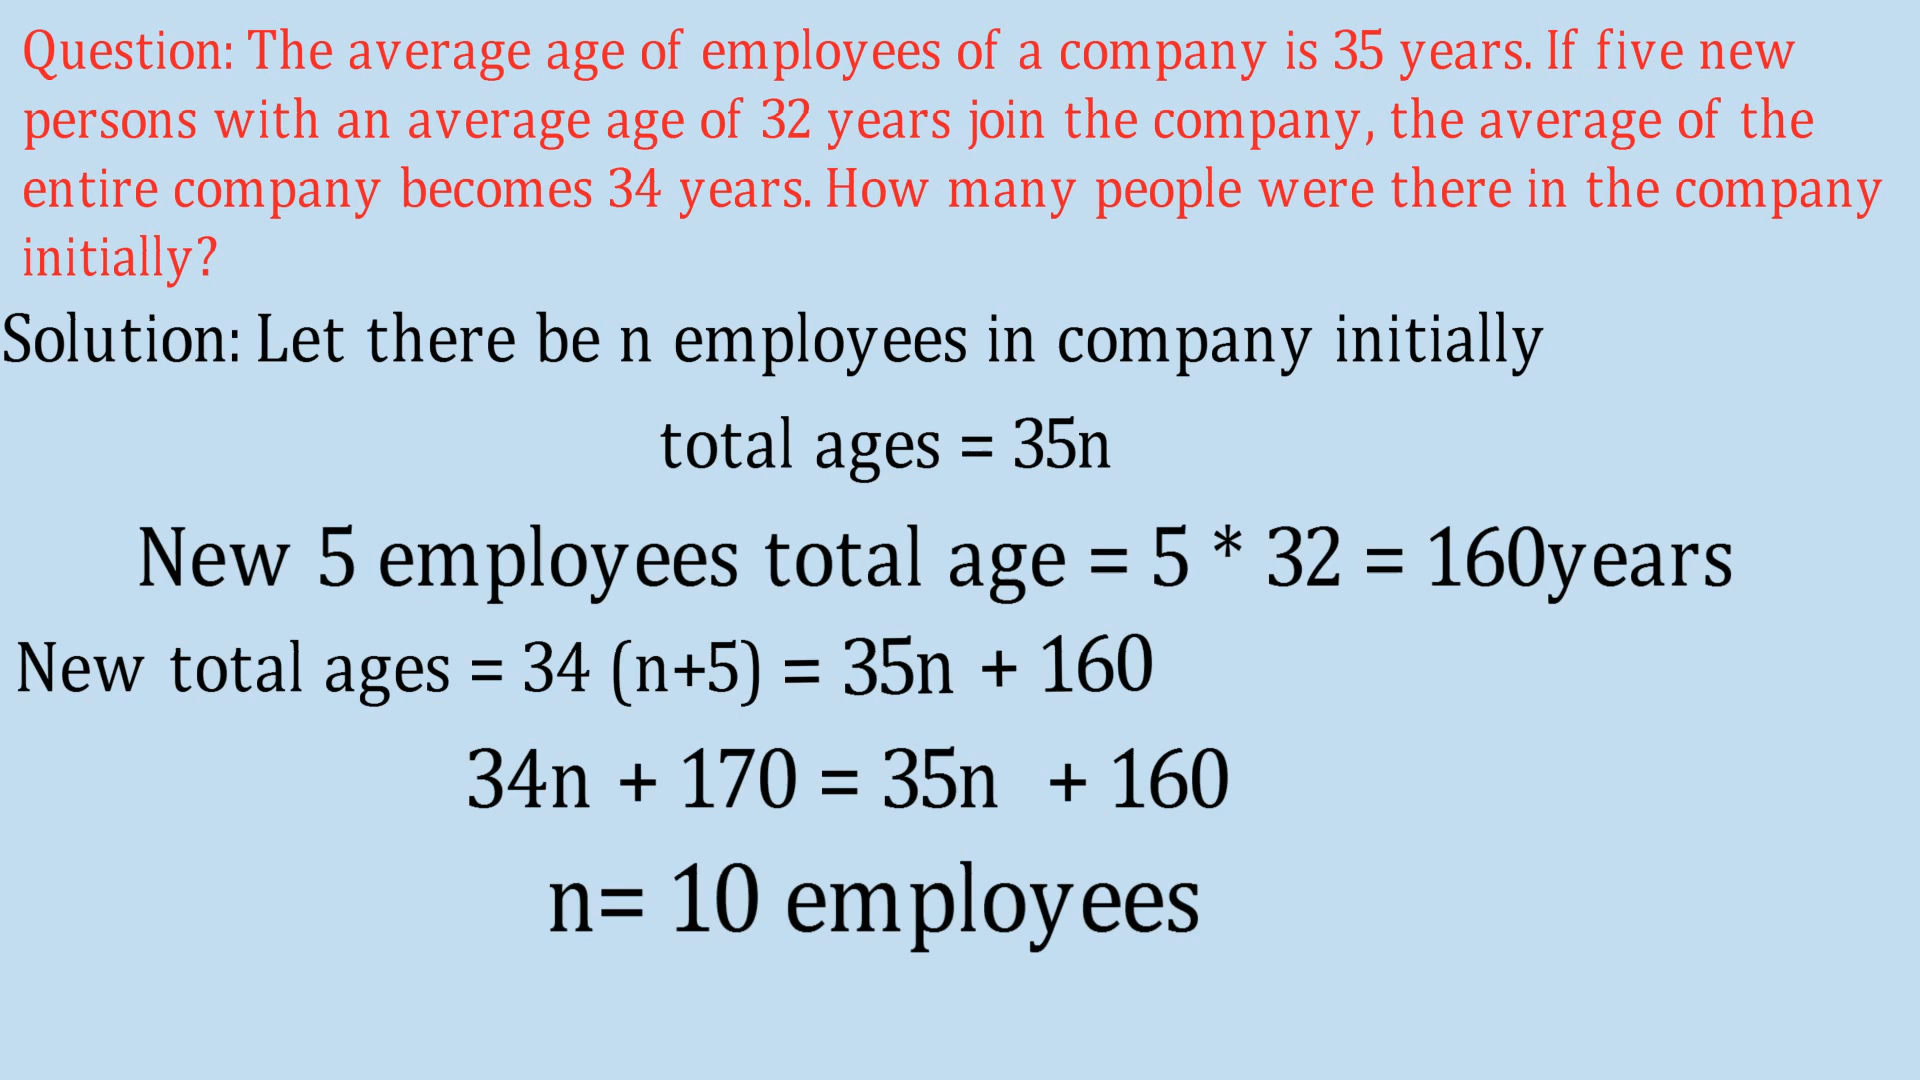 Question: The average age of employees of a company is 35 years. If five new
persons with an average age of 32 years join the company, the average of the
entire company becomes 34 years. How many people were there in the company
initially?
Solution: Let there be n employees in company initially
total ages = 35n
New 5 employees total age = 5 * 32 = 160years
New total ages = 34 (n+5) = 35n + 160
34n + 170 = 35n + 160
n= 10 employees